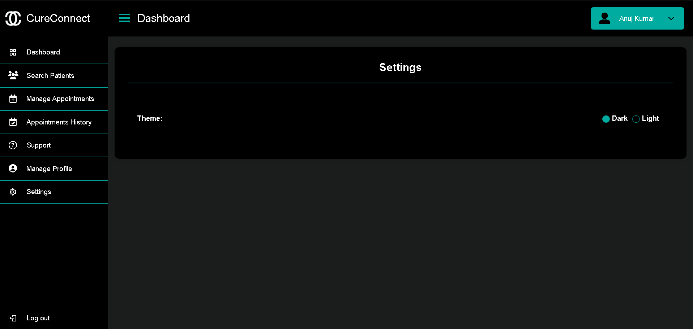 CureConnect
Dashboard
Anuj Kumar
Dashboard
Search Patients
Manage Appointments
Appointments History
Support
Manage Profile
Settings
Log out
Settings
Theme:
Dark
Light